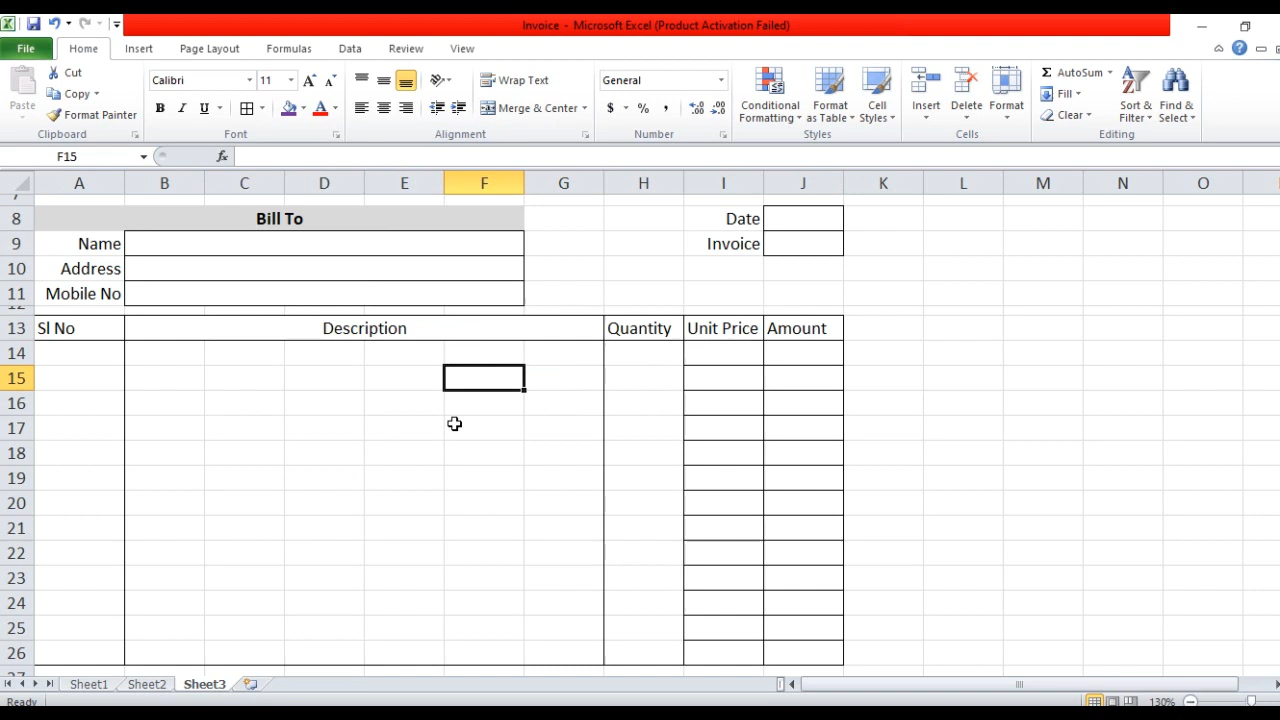 Invoice - Microsoft Excel (Product Activation Failed)
File Home Insert Page Layout Formulas Data Review View
Paste
Cut
Copy
Format Painter
Clipboard
Calibri 11
B I U A
Font
Wrap Text
Merge & Center
Alignment
General
$ % ,
Number
Conditional Formatting
Format as Table
Cell Styles
Styles
Insert
Delete
Format
Cells
AutoSum
Fill
Clear
Sort & Filter
Find & Select
Editing
F15 fx
A B C D E F G H I J K L M N O
8 Bill To Date
9 Name Invoice
10 Address
11 Mobile No
13 Sl No Description Quantity Unit Price Amount
14
15
16
17
18
19
20
21
22
23
24
25
26
Sheet1 Sheet2 Sheet3
Ready 130%